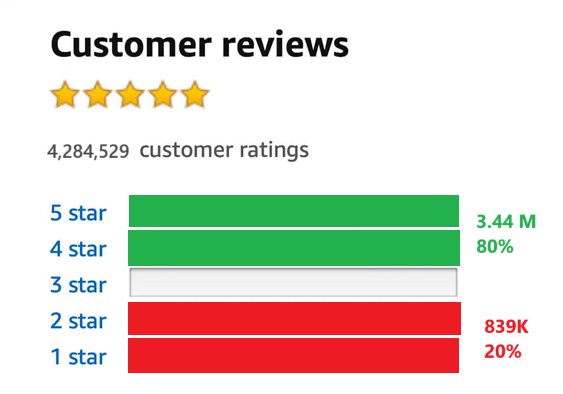 Customer reviews
4,284,529 customer ratings
5 star
3.44 M
4 star
80%
3 star
2 star
839K
1 star
20%